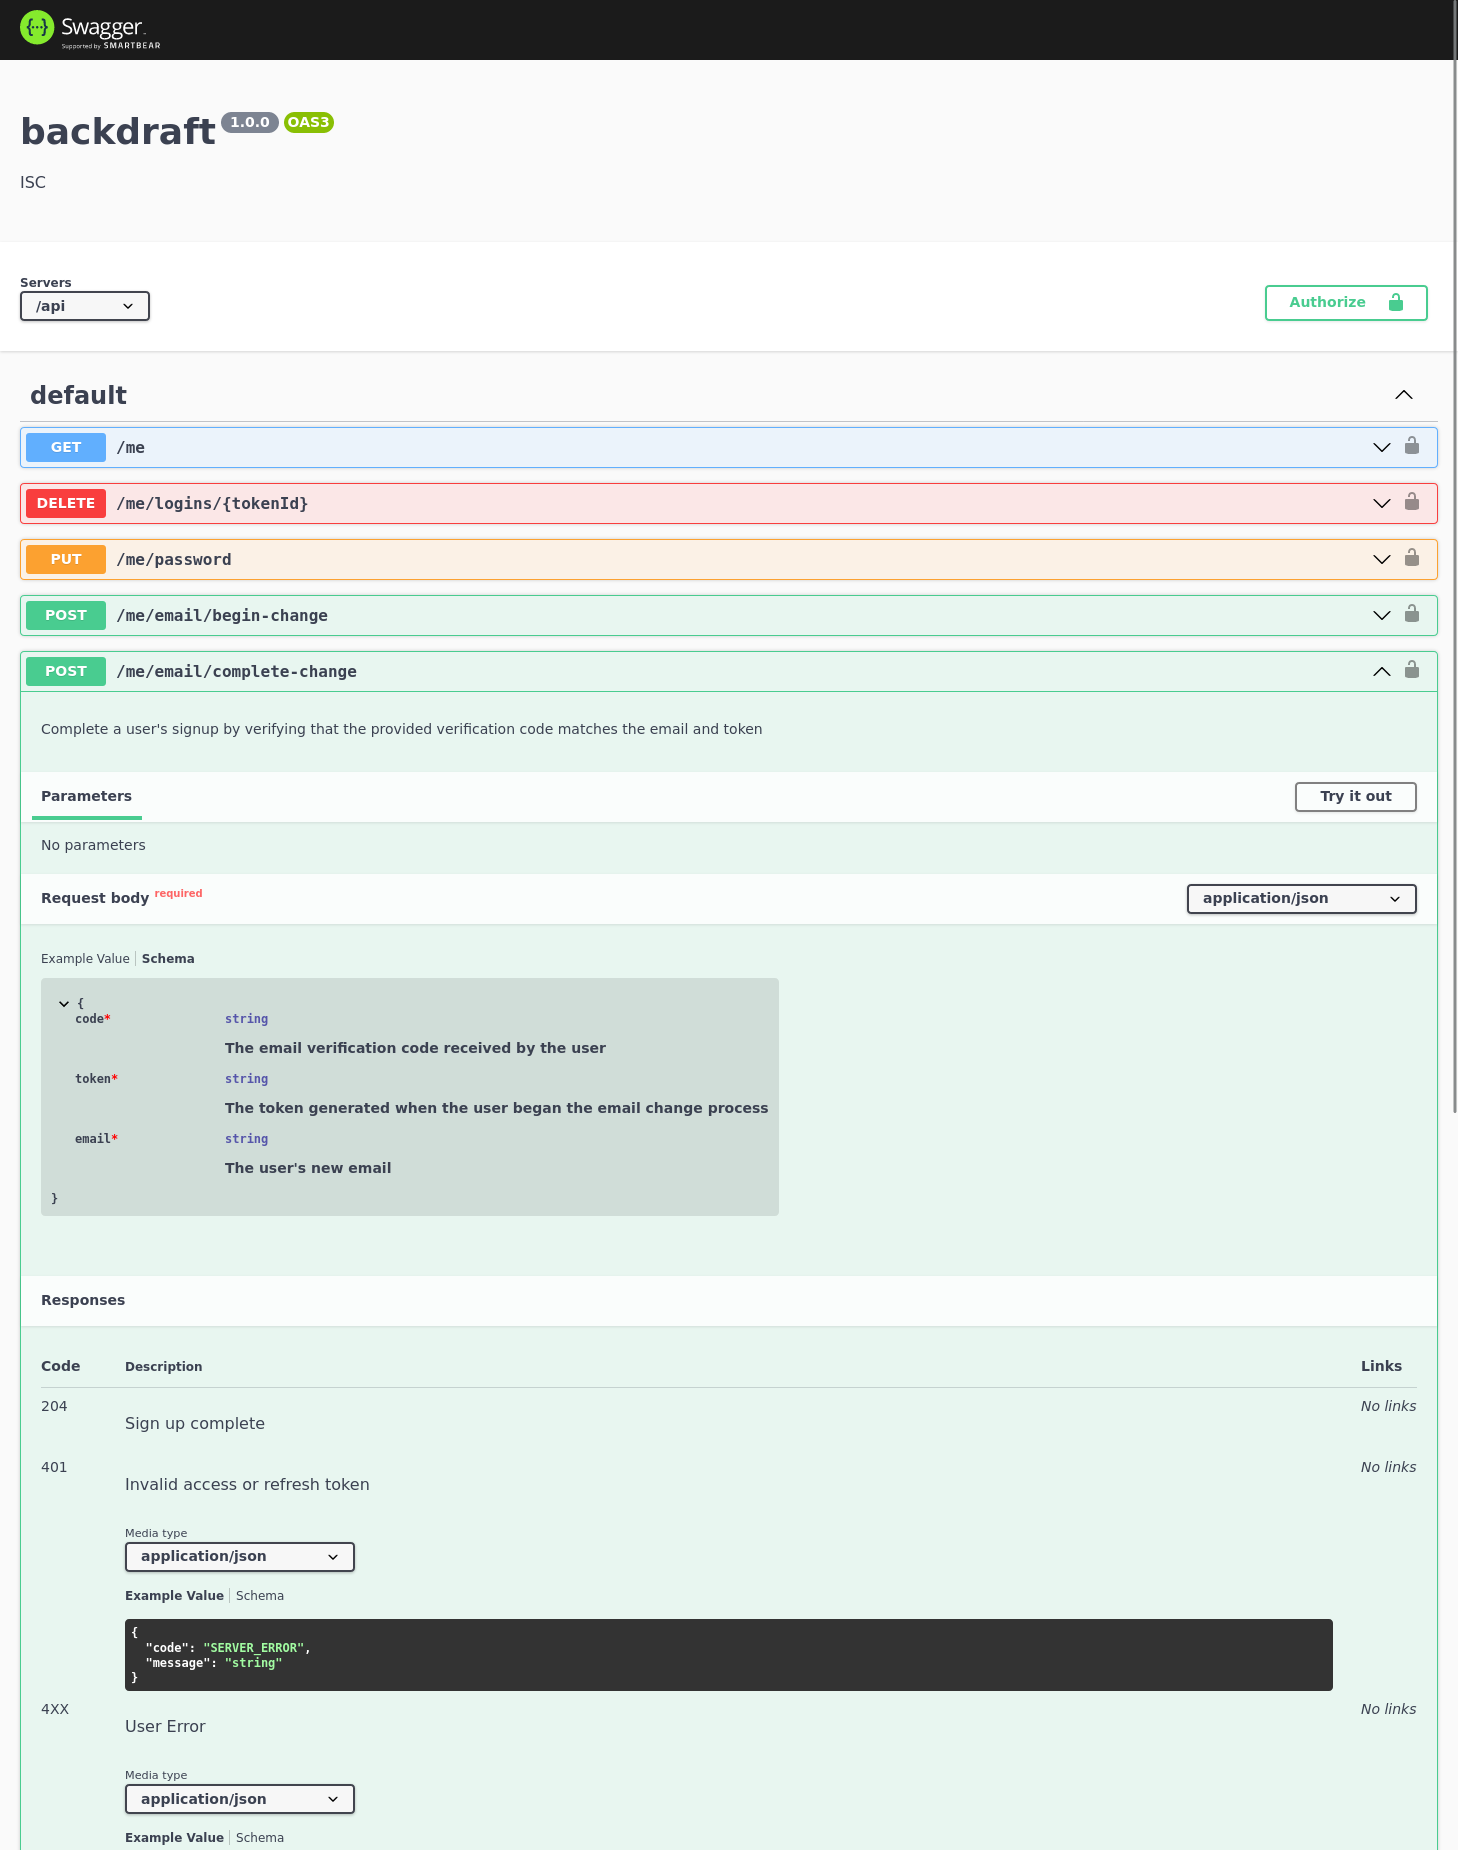 Swagger.
Supported by SMARTBEAR
backdraft 1.0.0 OAS3
ISC
Servers
/api
Authorize
default
GET /me
DELETE /me/logins/{tokenId}
PUT /me/password
POST /me/email/begin-change
POST /me/email/complete-change
Complete a user's signup by verifying that the provided verification code matches the email and token
Parameters
Try it out
No parameters
Request body required
application/json
Example Value Schema
{
code* string
The email verification code received by the user
token* string
The token generated when the user began the email change process
email* string
The user's new email
}
Responses
Code Description Links
204 No links
Sign up complete
401 No links
Invalid access or refresh token
Media type
application/json
Example Value Schema
{
"code": "SERVER_ERROR",
"message": "string"
}
4XX No links
User Error
Media type
application/json
Example Value Schema